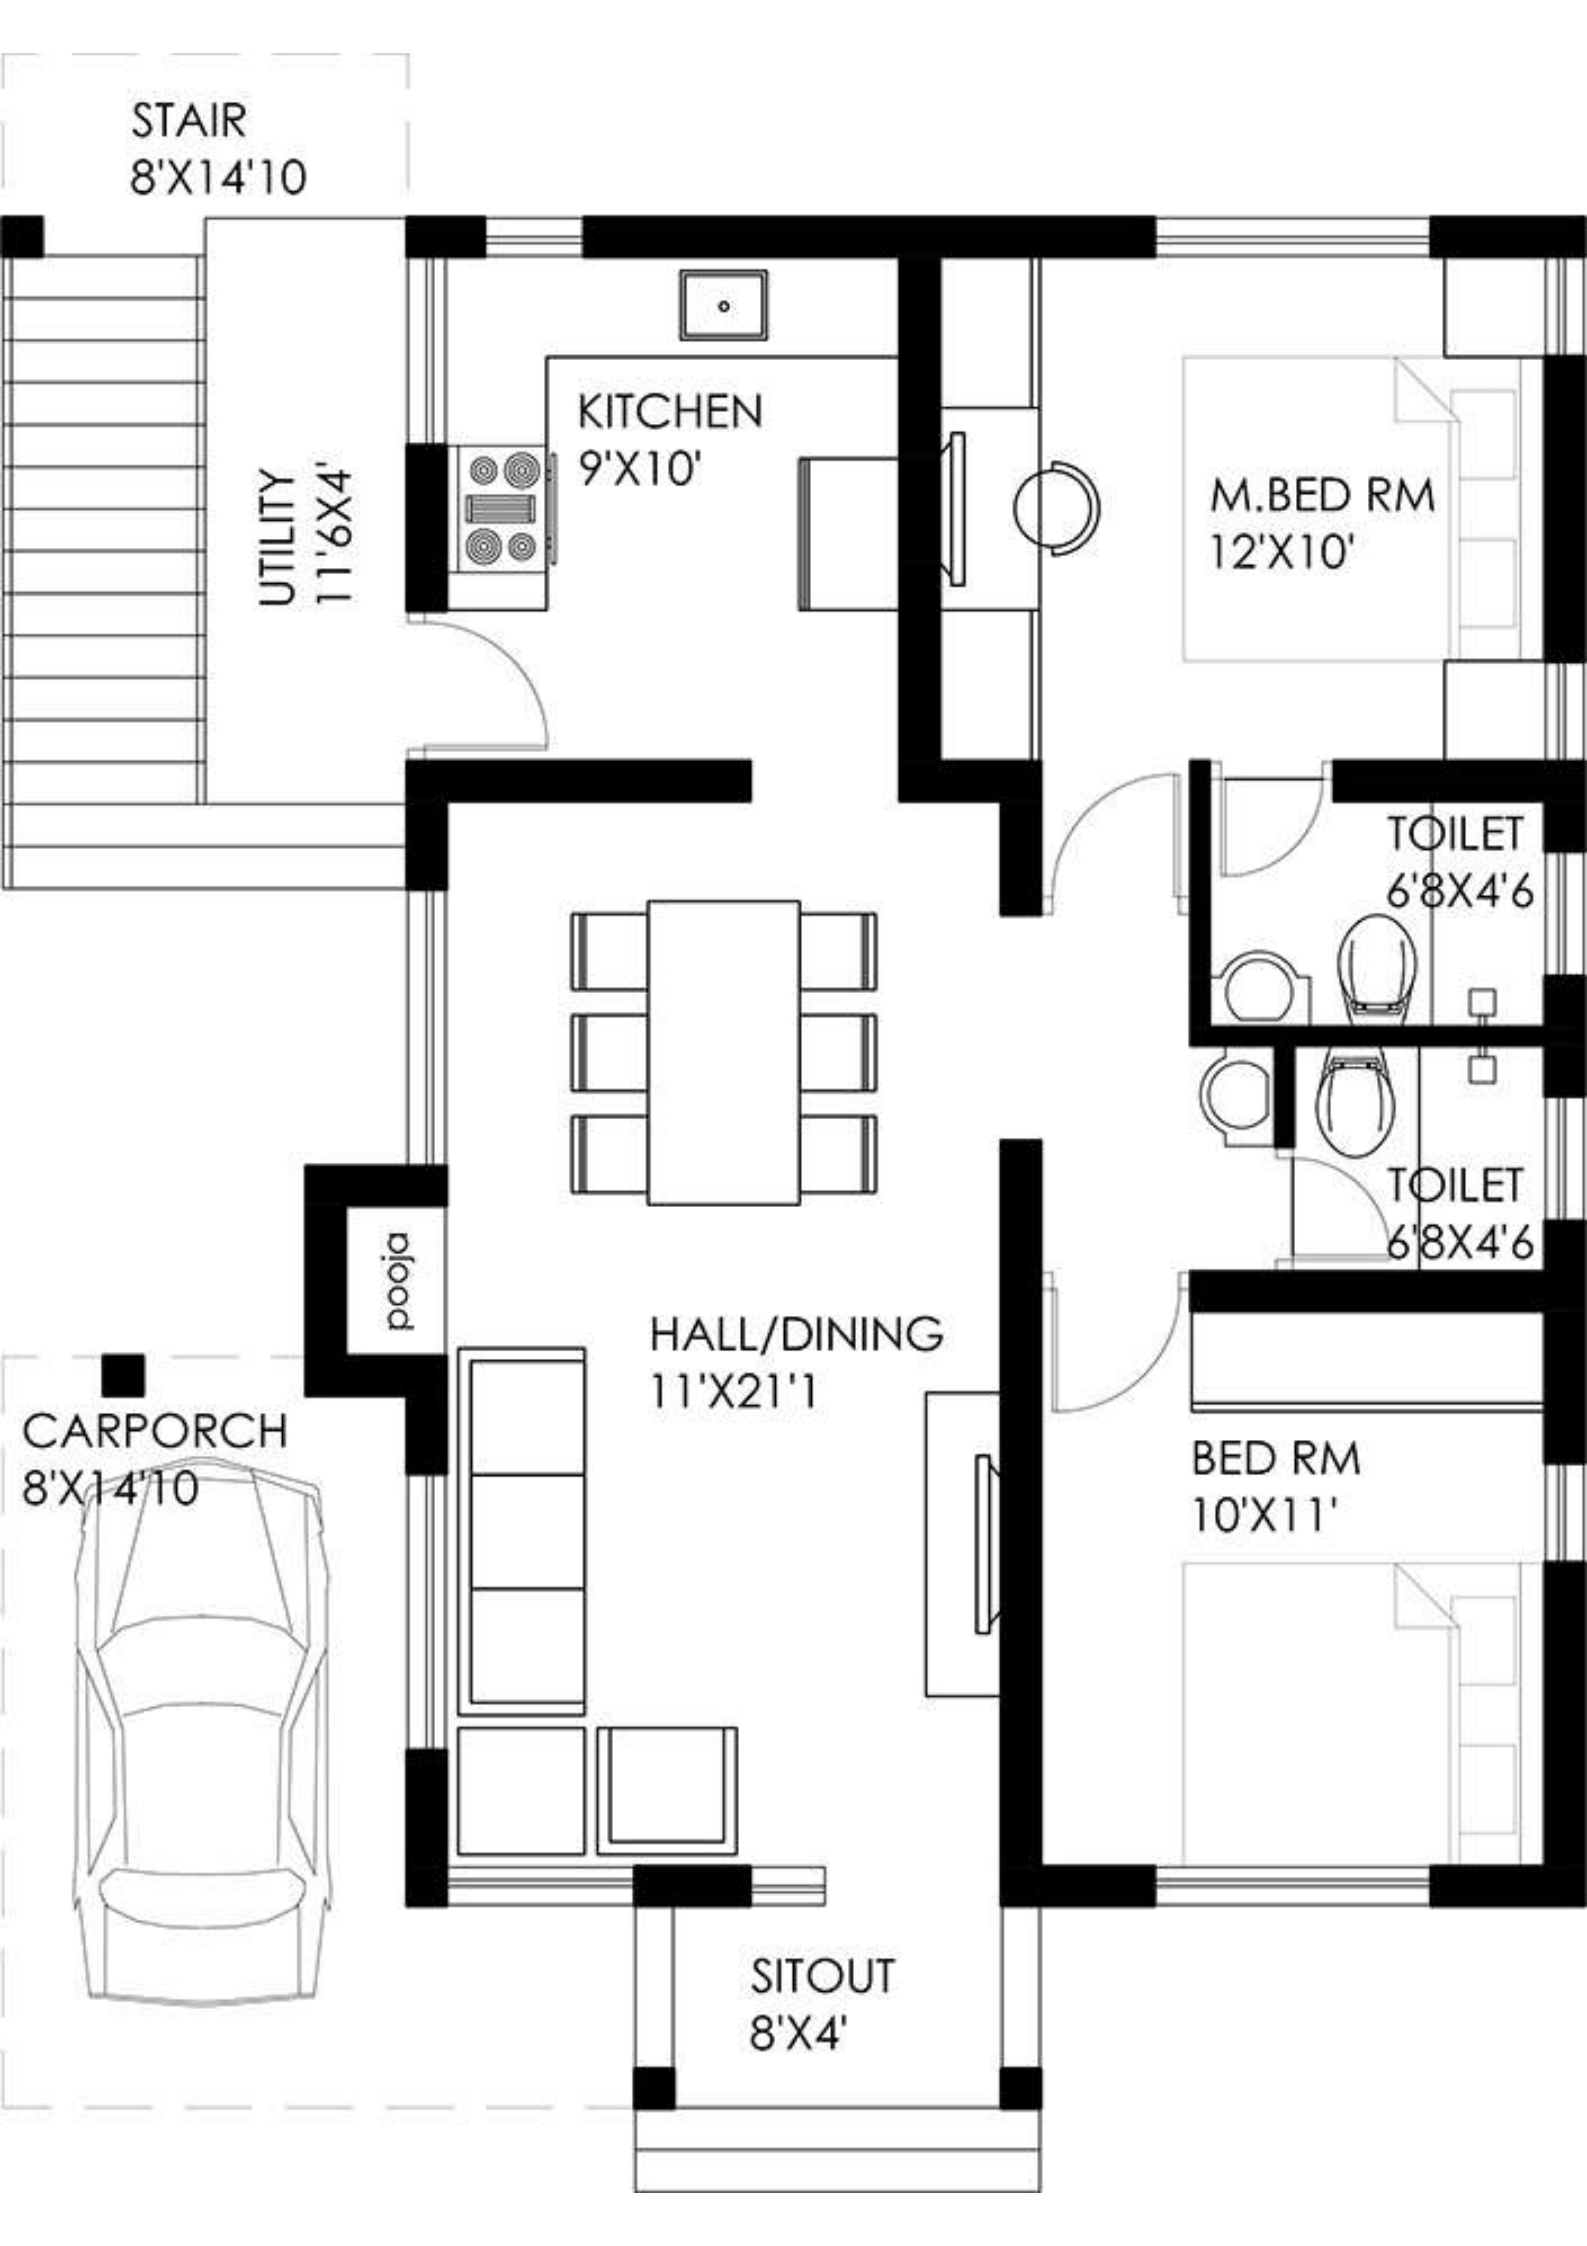 STAIR
8'X14'10
KITCHEN
9'X10'
UTILITY
11'6X4'
M.BED RM
12'X10'
TOILET
6'8X4'6
TOILET
6'8X4'6
pooja
HALL/DINING
11'X21'1
CARPORCH
8'X14'10
BED RM
10'X11'
SITOUT
8'X4'